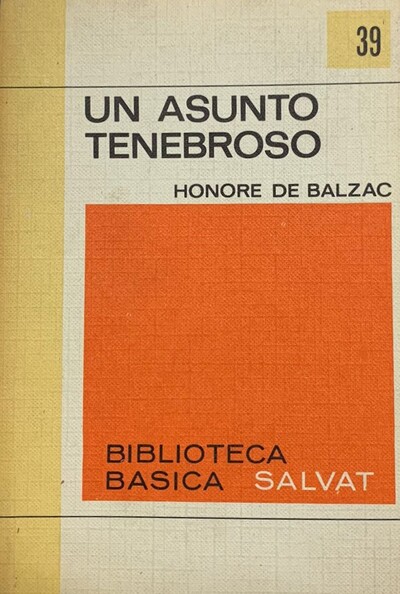 39
UN ASUNTO
TENEBROSO
HONORE DE BALZAC
BIBLIOTECA
BASICA SALVAT